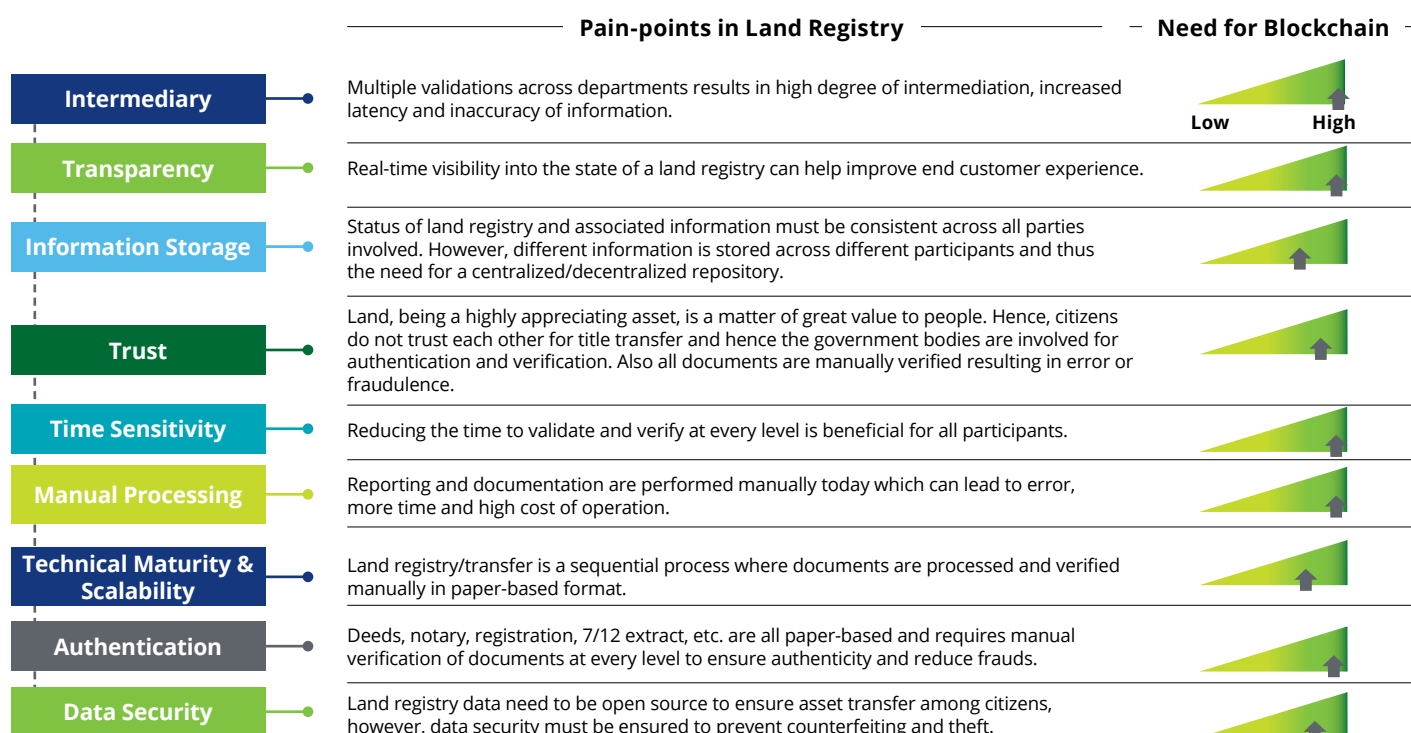 Pain-points in Land Registry
Need for Blockchain
Intermediary
Multiple validations across departments results in high degree of intermediation, increased
latency and inaccuracy of information.
Low
High
Transparency
Real-time visibility into the state of a land registry can help improve end customer experience.
Information Storage
Status of land registry and associated information must be consistent across all parties
involved. However, different information is stored across different participants and thus
the need for a centralized/decentralized repository.
Trust
Land, being a highly appreciating asset, is a matter of great value to people. Hence, citizens
do not trust each other for title transfer and hence the government bodies are involved for
authentication and verification. Also all documents are manually verified resulting in error or
fraudulence.
Time Sensitivity
Reducing the time to validate and verify at every level is beneficial for all participants.
Manual Processing
Reporting and documentation are performed manually today which can lead to error,
more time and high cost of operation.
Technical Maturity &
Scalability
Land registry/transfer is a sequential process where documents are processed and verified
manually in paper-based format.
Authentication
Deeds, notary, registration, 7/12 extract, etc. are all paper-based and requires manual
verification of documents at every level to ensure authenticity and reduce frauds.
Data Security
Land registry data need to be open source to ensure asset transfer among citizens,
however, data security must be ensured to prevent counterfeiting and theft.